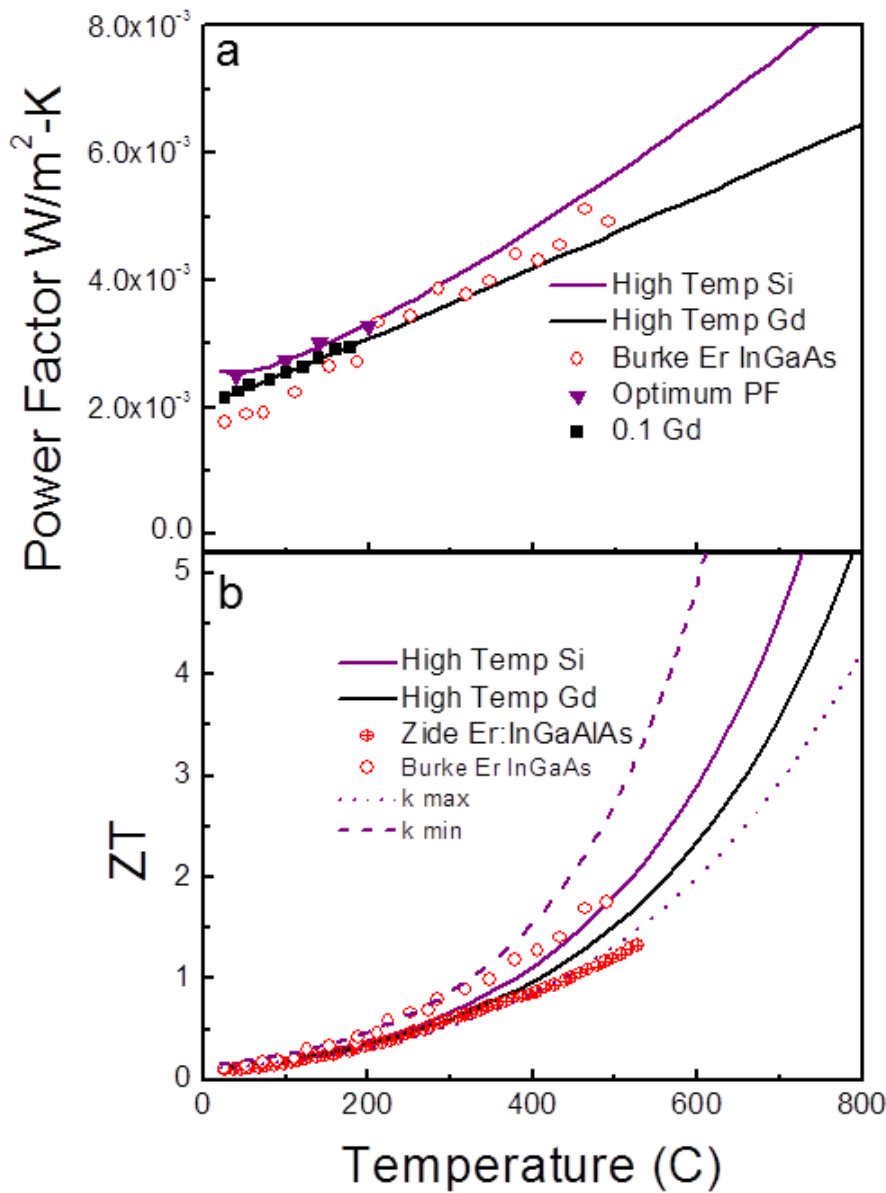 a
8.0x10⁻³
6.0x10⁻³
4.0x10⁻³
2.0x10⁻³
0.0
Power Factor W/m²-K
High Temp Si
High Temp Gd
Burke Er InGaAs
Optimum PF
0.1 Gd
b
5
4
3
2
1
0
ZT
High Temp Si
High Temp Gd
Zide Er:InGaAlAs
Burke Er InGaAs
k max
k min
0 200 400 600 800
Temperature (C)